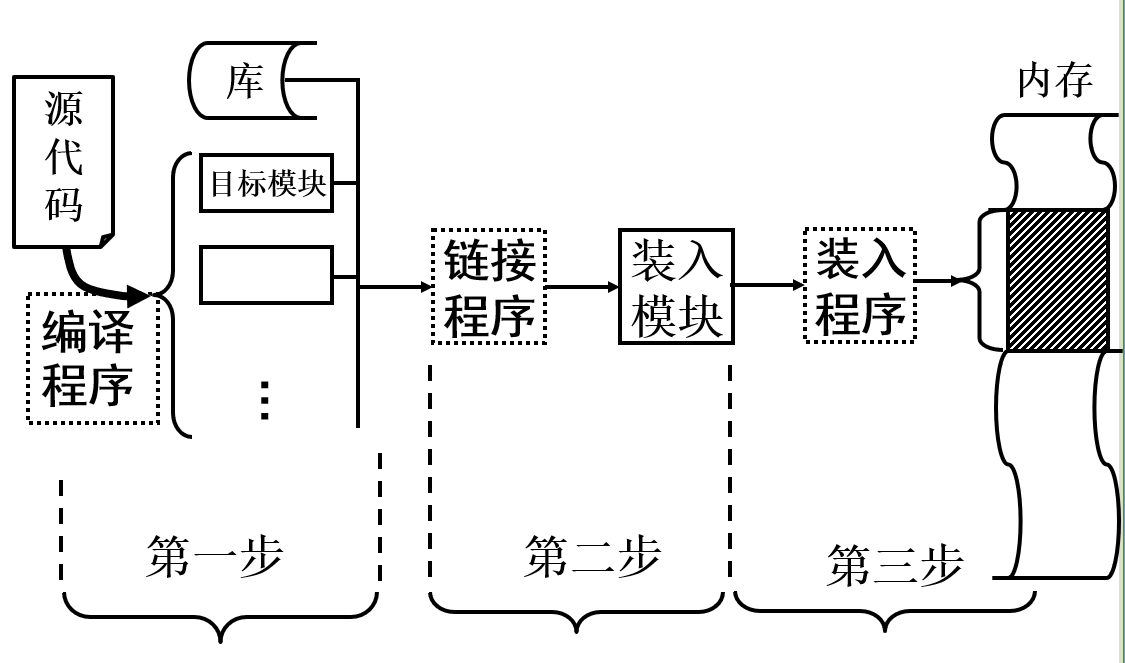 源
代
码
库
目标模块
编译
程序
⋮
链接
程序
装入
模块
装入
程序
内存
第一步
第二步
第三步